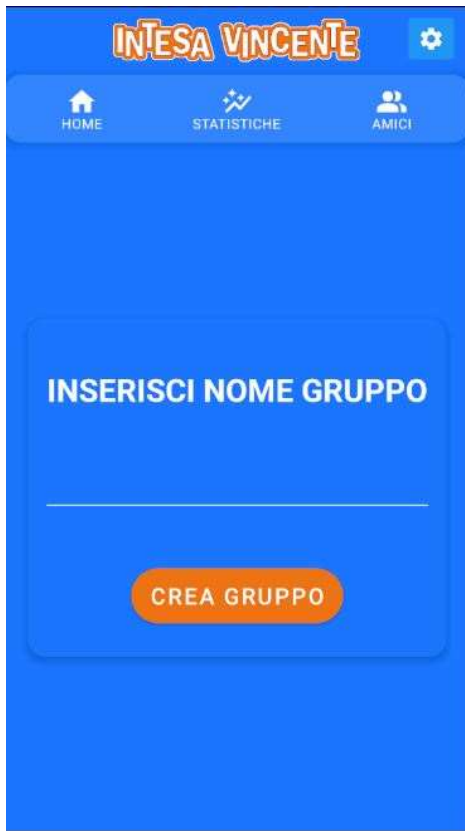 INTESA VINCENTE
HOME
STATISTICHE
AMICI
INSERISCI NOME GRUPPO
CREA GRUPPO